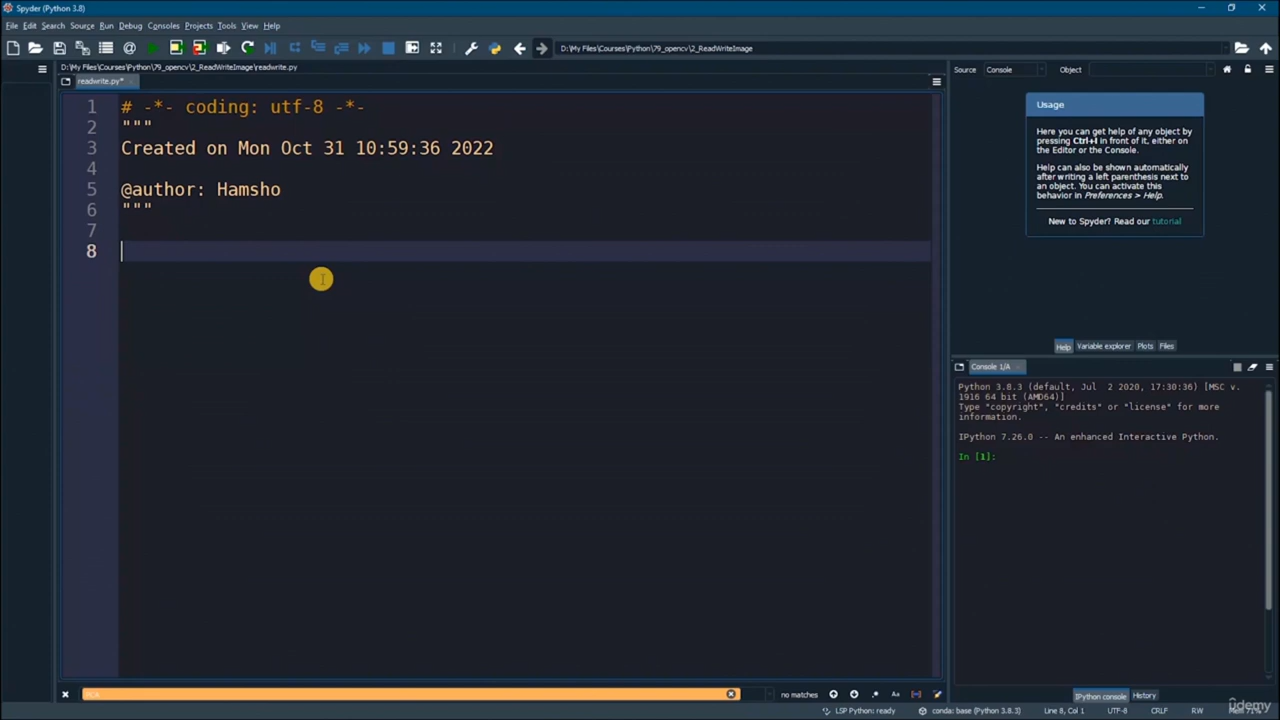 Spyder (Python 3.8)
File Edit Search Source Run Debug Consoles Projects Tools View Help
D:\My Files\Courses\Python\79_opencv\2_ReadWriteImage
D:\My Files\Courses\Python\79_opencv\2_ReadWriteImage\readwrite.py
readwrite.py*
1 # -*- coding: utf-8 -*-
2 """
3 Created on Mon Oct 31 10:59:36 2022
4
5 @author: Hamsho
6 """
7
8
Source Console Object
Usage
Here you can get help of any object by
pressing Ctrl+I in front of it, either on
the Editor or the Console.
Help can also be shown automatically
after writing a left parenthesis next to
an object. You can activate this
behavior in Preferences > Help.
New to Spyder? Read our tutorial
Help Variable explorer Plots Files
Console 1/A
Python 3.8.3 (default, Jul 2 2020, 17:30:36) [MSC v.
1916 64 bit (AMD64)]
Type "copyright", "credits" or "license" for more
information.
IPython 7.26.0 -- An enhanced Interactive Python.
In [1]:
IPython console History
no matches Aa
LSP Python: ready conda: base (Python 3.8.3) Line 8, Col 1 UTF-8 CRLF RW Mem 71%
udemy